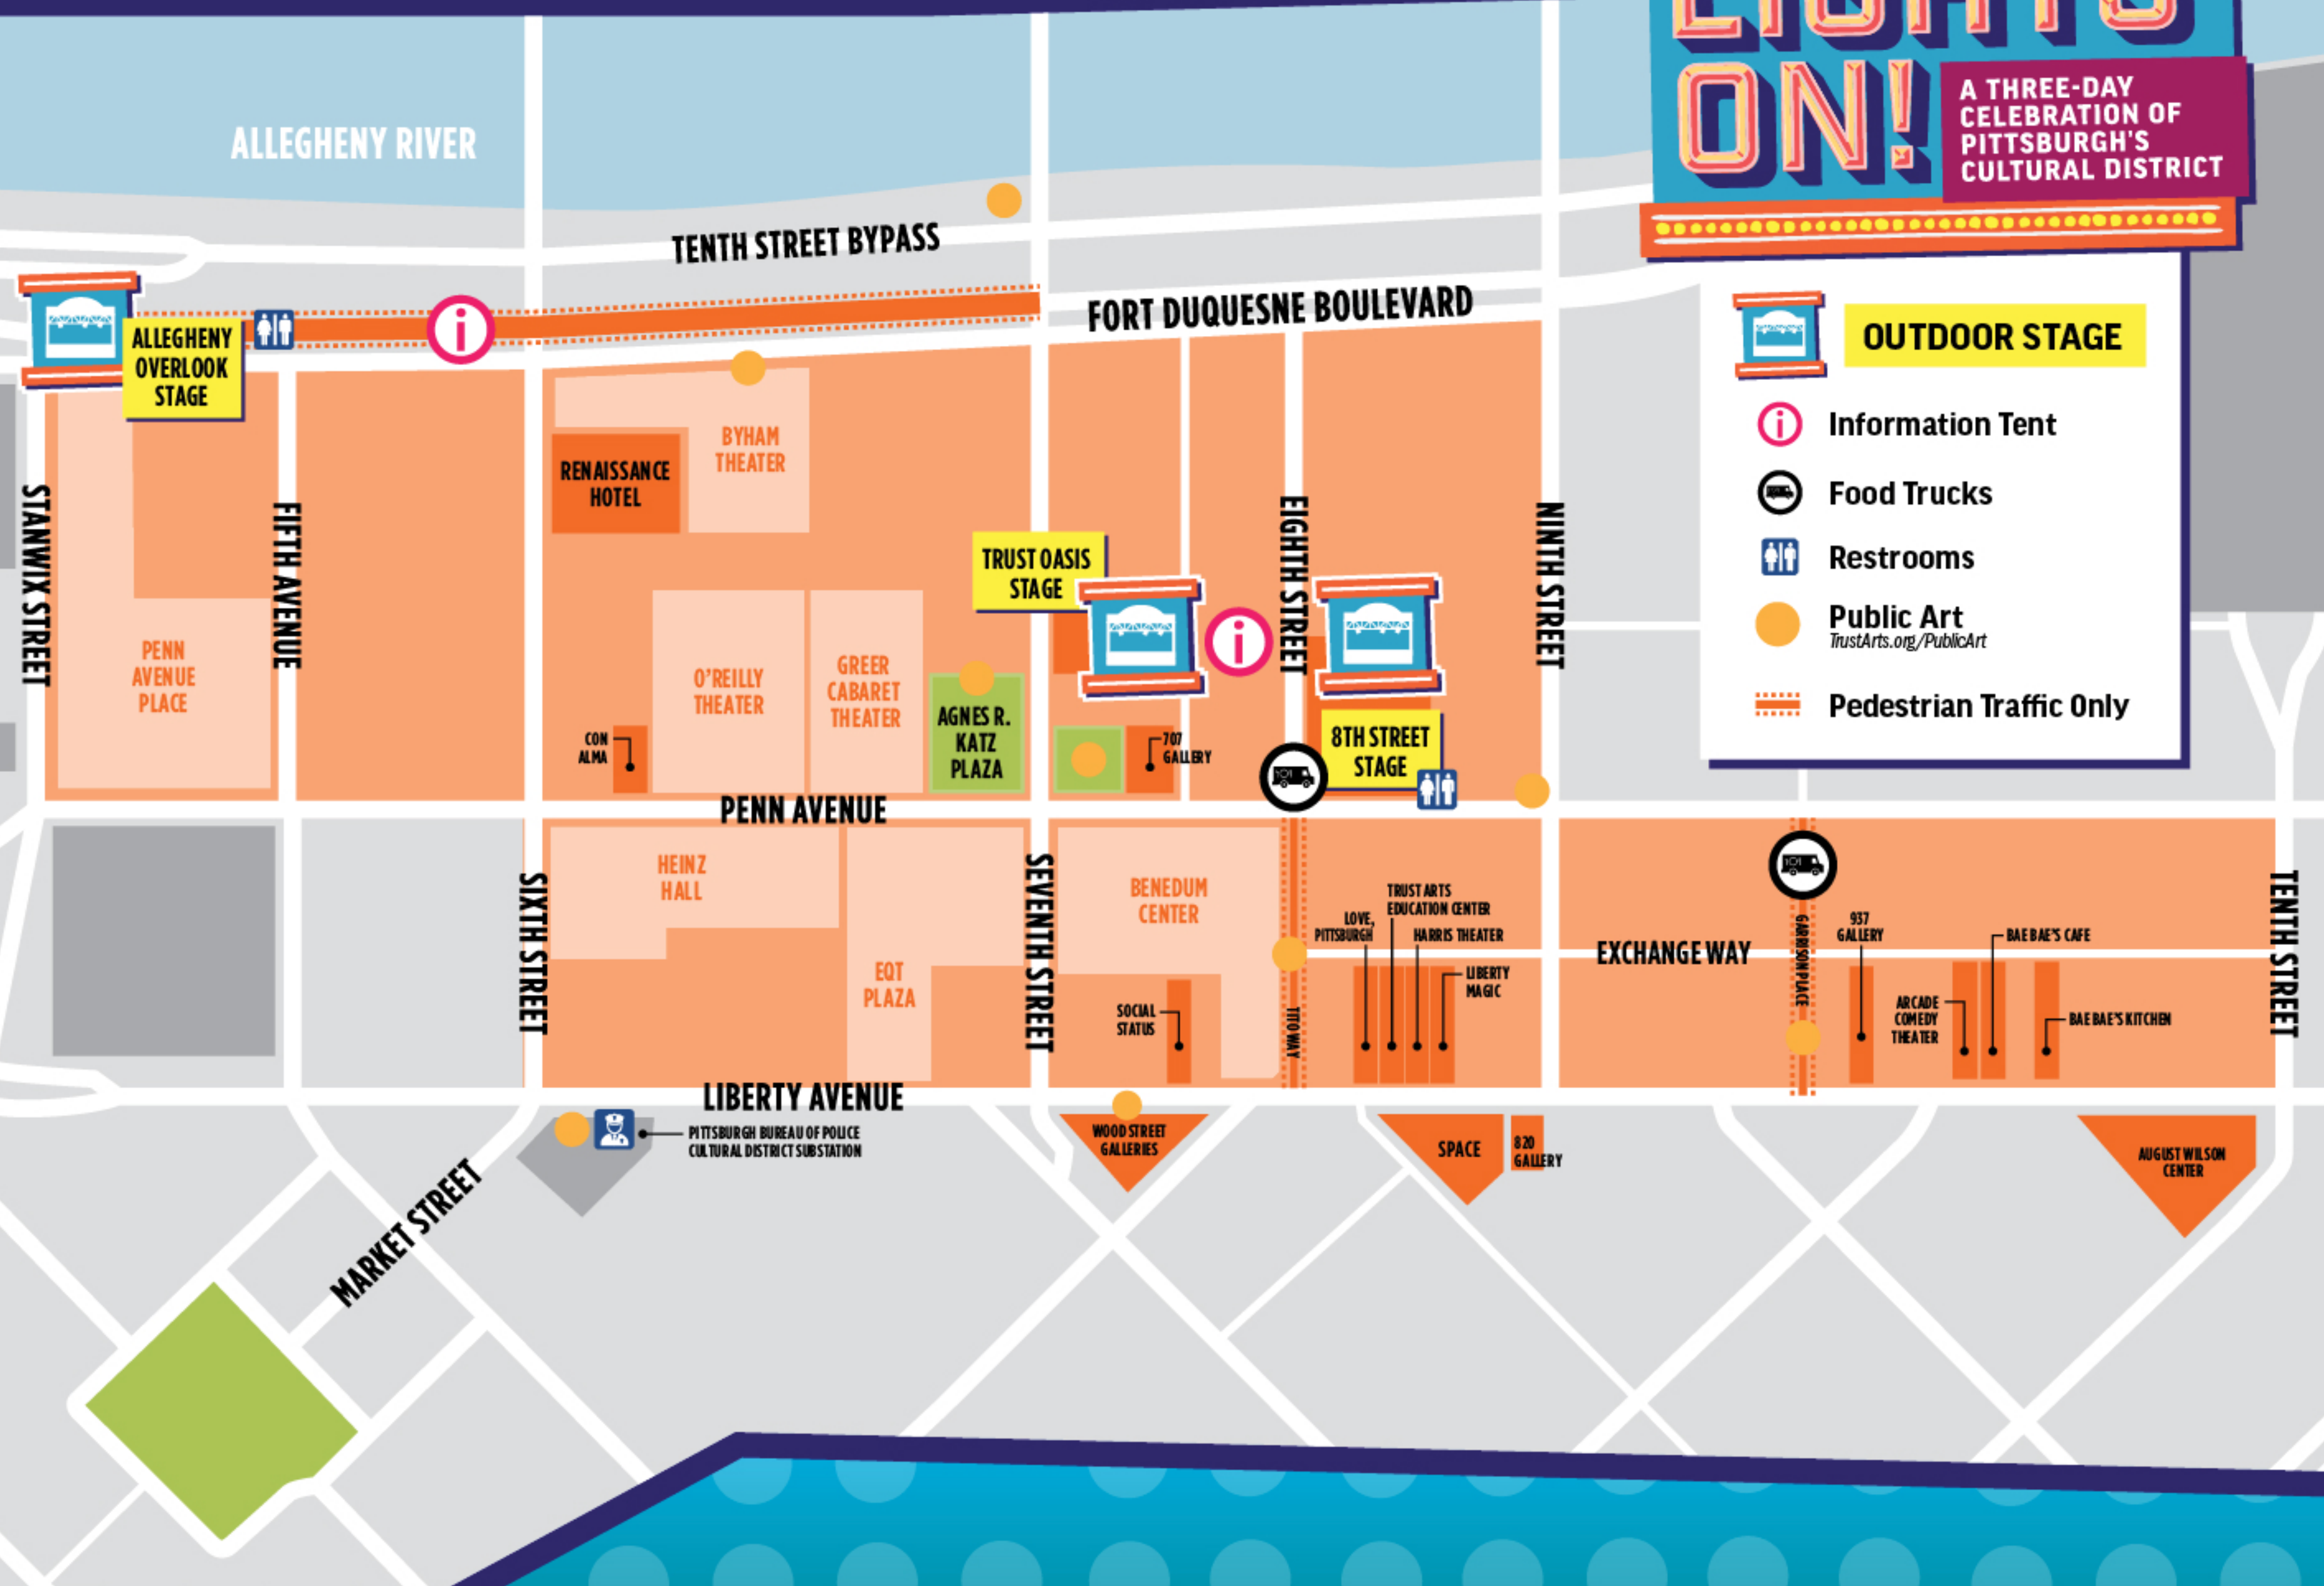 LIGHTS
ON!
A THREE-DAY
CELEBRATION OF
PITTSBURGH'S
CULTURAL DISTRICT
ALLEGHENY RIVER
TENTH STREET BYPASS
FORT DUQUESNE BOULEVARD
OUTDOOR STAGE
Information Tent
Food Trucks
Restrooms
Public Art
TrustArts.org/PublicArt
Pedestrian Traffic Only
ALLEGHENY
OVERLOOK
STAGE
i
BYHAM
THEATER
RENAISSANCE
HOTEL
STANWIX STREET
FIFTH AVENUE
EIGHTH STREET
NINTH STREET
TRUST OASIS
STAGE
i
PENN
AVENUE
PLACE
O'REILLY
THEATER
GREER
CABARET
THEATER
AGNES R.
KATZ
PLAZA
CON
ALMA
707
GALLERY
8TH STREET
STAGE
PENN AVENUE
HEINZ
HALL
SIXTH STREET
SEVENTH STREET
BENEDUM
CENTER
EQT
PLAZA
SOCIAL
STATUS
TITO WAY
LOVE,
PITTSBURGH
TRUST ARTS
EDUCATION CENTER
HARRIS THEATER
LIBERTY
MAGIC
EXCHANGE WAY
GARRISON PLACE
937
GALLERY
ARCADE
COMEDY
THEATER
BAE BAE'S CAFE
BAE BAE'S KITCHEN
TENTH STREET
LIBERTY AVENUE
PITTSBURGH BUREAU OF POLICE
CULTURAL DISTRICT SUBSTATION
WOOD STREET
GALLERIES
SPACE
820
GALLERY
AUGUST WILSON
CENTER
MARKET STREET